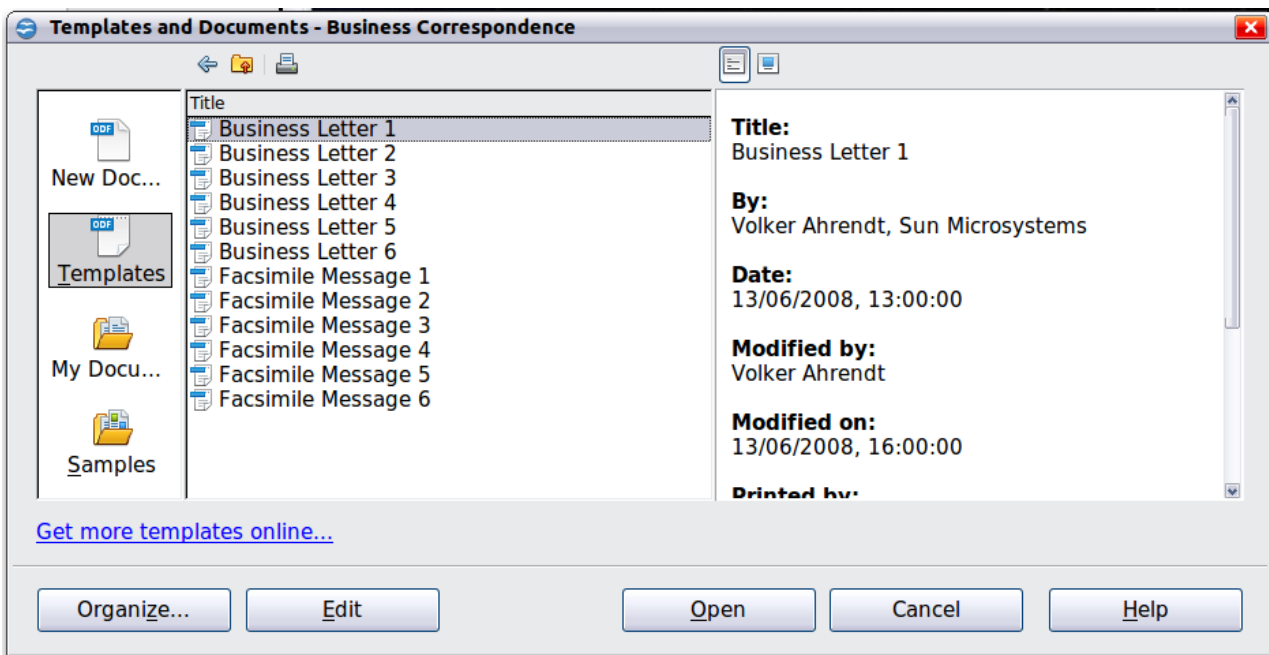 Templates and Documents - Business Correspondence
ODF
New Doc...
ODF
Templates
My Docu...
Samples
Title
Business Letter 1
Business Letter 2
Business Letter 3
Business Letter 4
Business Letter 5
Business Letter 6
Facsimile Message 1
Facsimile Message 2
Facsimile Message 3
Facsimile Message 4
Facsimile Message 5
Facsimile Message 6
Title:
Business Letter 1
By:
Volker Ahrendt, Sun Microsystems
Date:
13/06/2008, 13:00:00
Modified by:
Volker Ahrendt
Modified on:
13/06/2008, 16:00:00
Printed by:
Get more templates online...
Organize...
Edit
Open
Cancel
Help